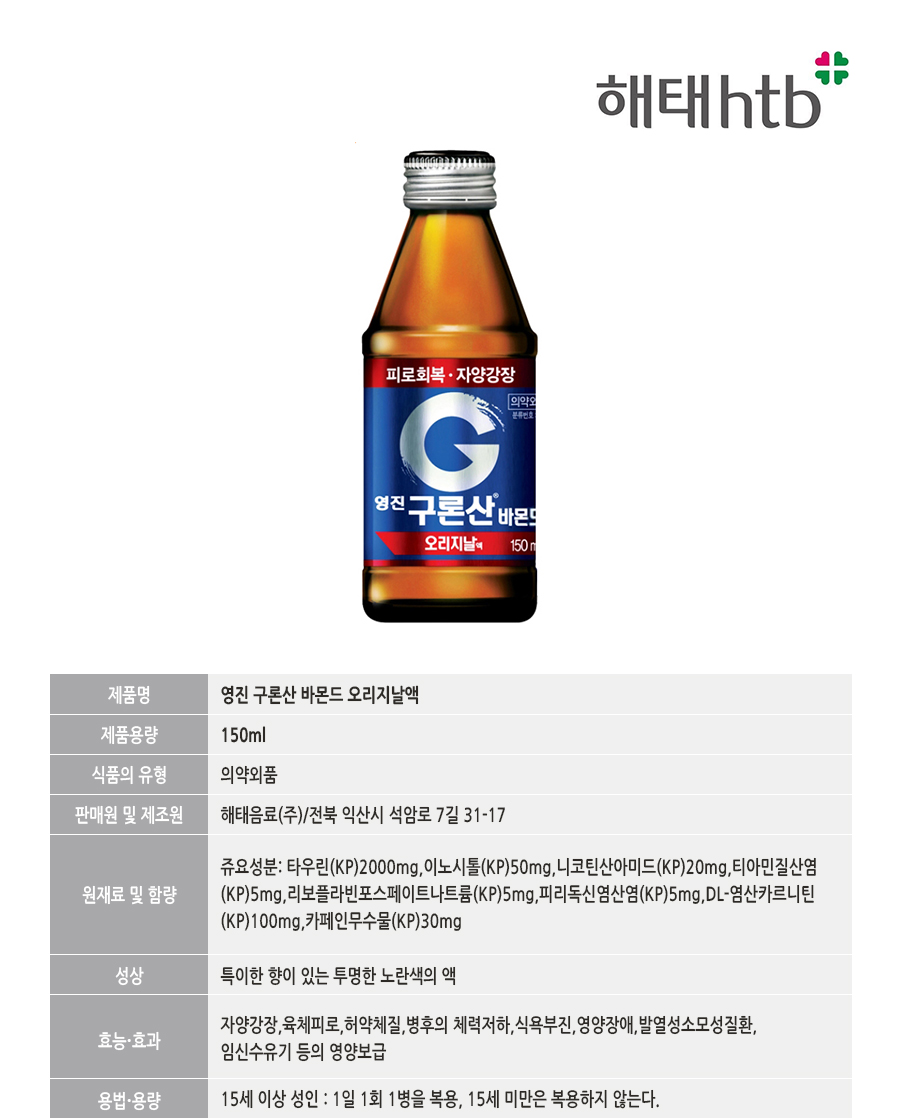 해태htb
피로회복·자양강장
의약외
분류번호
영진 구론산® 바몬드
오리지날액 150 m
제품명 영진 구론산 바몬드 오리지날액
제품용량 150ml
식품의 유형 의약외품
판매원 및 제조원 해태음료(주)/전북 익산시 석암로 7길 31-17
원재료 및 함량
쥬요성분: 타우린(KP)2000mg,이노시톨(KP)50mg,니코틴산아미드(KP)20mg,티아민질산염
(KP)5mg,리보플라빈포스페이트나트륨(KP)5mg,피리독신염산염(KP)5mg,DL-염산카르니틴
(KP)100mg,카페인무수물(KP)30mg
성상 특이한 향이 있는 투명한 노란색의 액
효능·효과
자양강장,육체피로,허약체질,병후의 체력저하,식욕부진,영양장애,발열성소모성질환,
임신수유기 등의 영양보급
용법·용량 15세 이상 성인 : 1일 1회 1병을 복용, 15세 미만은 복용하지 않는다.